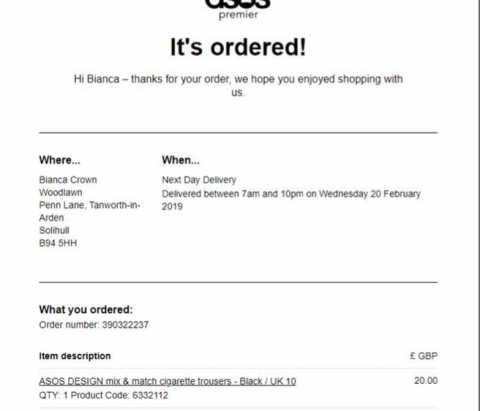 asos
premier
It's ordered!
Hi Bianca – thanks for your order, we hope you enjoyed shopping with
us.
Where...
Bianca Crown
Woodlawn
Penn Lane, Tanworth-in-
Arden
Solihull
B94 5HH
When...
Next Day Delivery
Delivered between 7am and 10pm on Wednesday 20 February
2019
What you ordered:
Order number: 390322237
Item description £ GBP
ASOS DESIGN mix & match cigarette trousers - Black / UK 10 20.00
QTY: 1 Product Code: 6332112